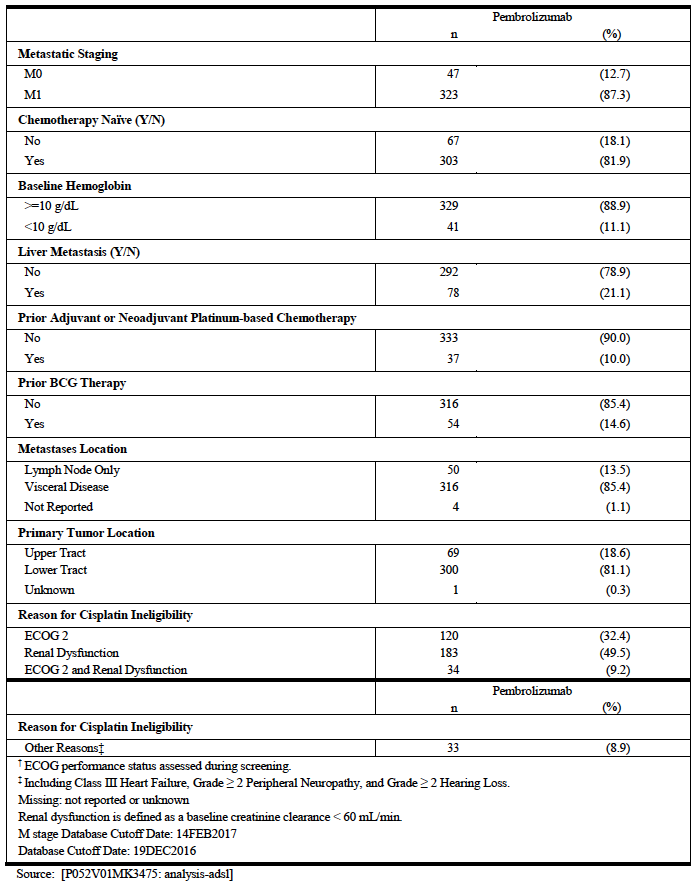 Pembrolizumab
n (%)
Metastatic Staging
M0 47 (12.7)
M1 323 (87.3)
Chemotherapy Naïve (Y/N)
No 67 (18.1)
Yes 303 (81.9)
Baseline Hemoglobin
>=10 g/dL 329 (88.9)
<10 g/dL 41 (11.1)
Liver Metastasis (Y/N)
No 292 (78.9)
Yes 78 (21.1)
Prior Adjuvant or Neoadjuvant Platinum-based Chemotherapy
No 333 (90.0)
Yes 37 (10.0)
Prior BCG Therapy
No 316 (85.4)
Yes 54 (14.6)
Metastases Location
Lymph Node Only 50 (13.5)
Visceral Disease 316 (85.4)
Not Reported 4 (1.1)
Primary Tumor Location
Upper Tract 69 (18.6)
Lower Tract 300 (81.1)
Unknown 1 (0.3)
Reason for Cisplatin Ineligibility
ECOG 2 120 (32.4)
Renal Dysfunction 183 (49.5)
ECOG 2 and Renal Dysfunction 34 (9.2)
Pembrolizumab
n (%)
Reason for Cisplatin Ineligibility
Other Reasons‡ 33 (8.9)
† ECOG performance status assessed during screening.
‡ Including Class III Heart Failure, Grade ≥ 2 Peripheral Neuropathy, and Grade ≥ 2 Hearing Loss.
Missing: not reported or unknown
Renal dysfunction is defined as a baseline creatinine clearance < 60 mL/min.
M stage Database Cutoff Date: 14FEB2017
Database Cutoff Date: 19DEC2016
Source: [P052V01MK3475: analysis-adsl]